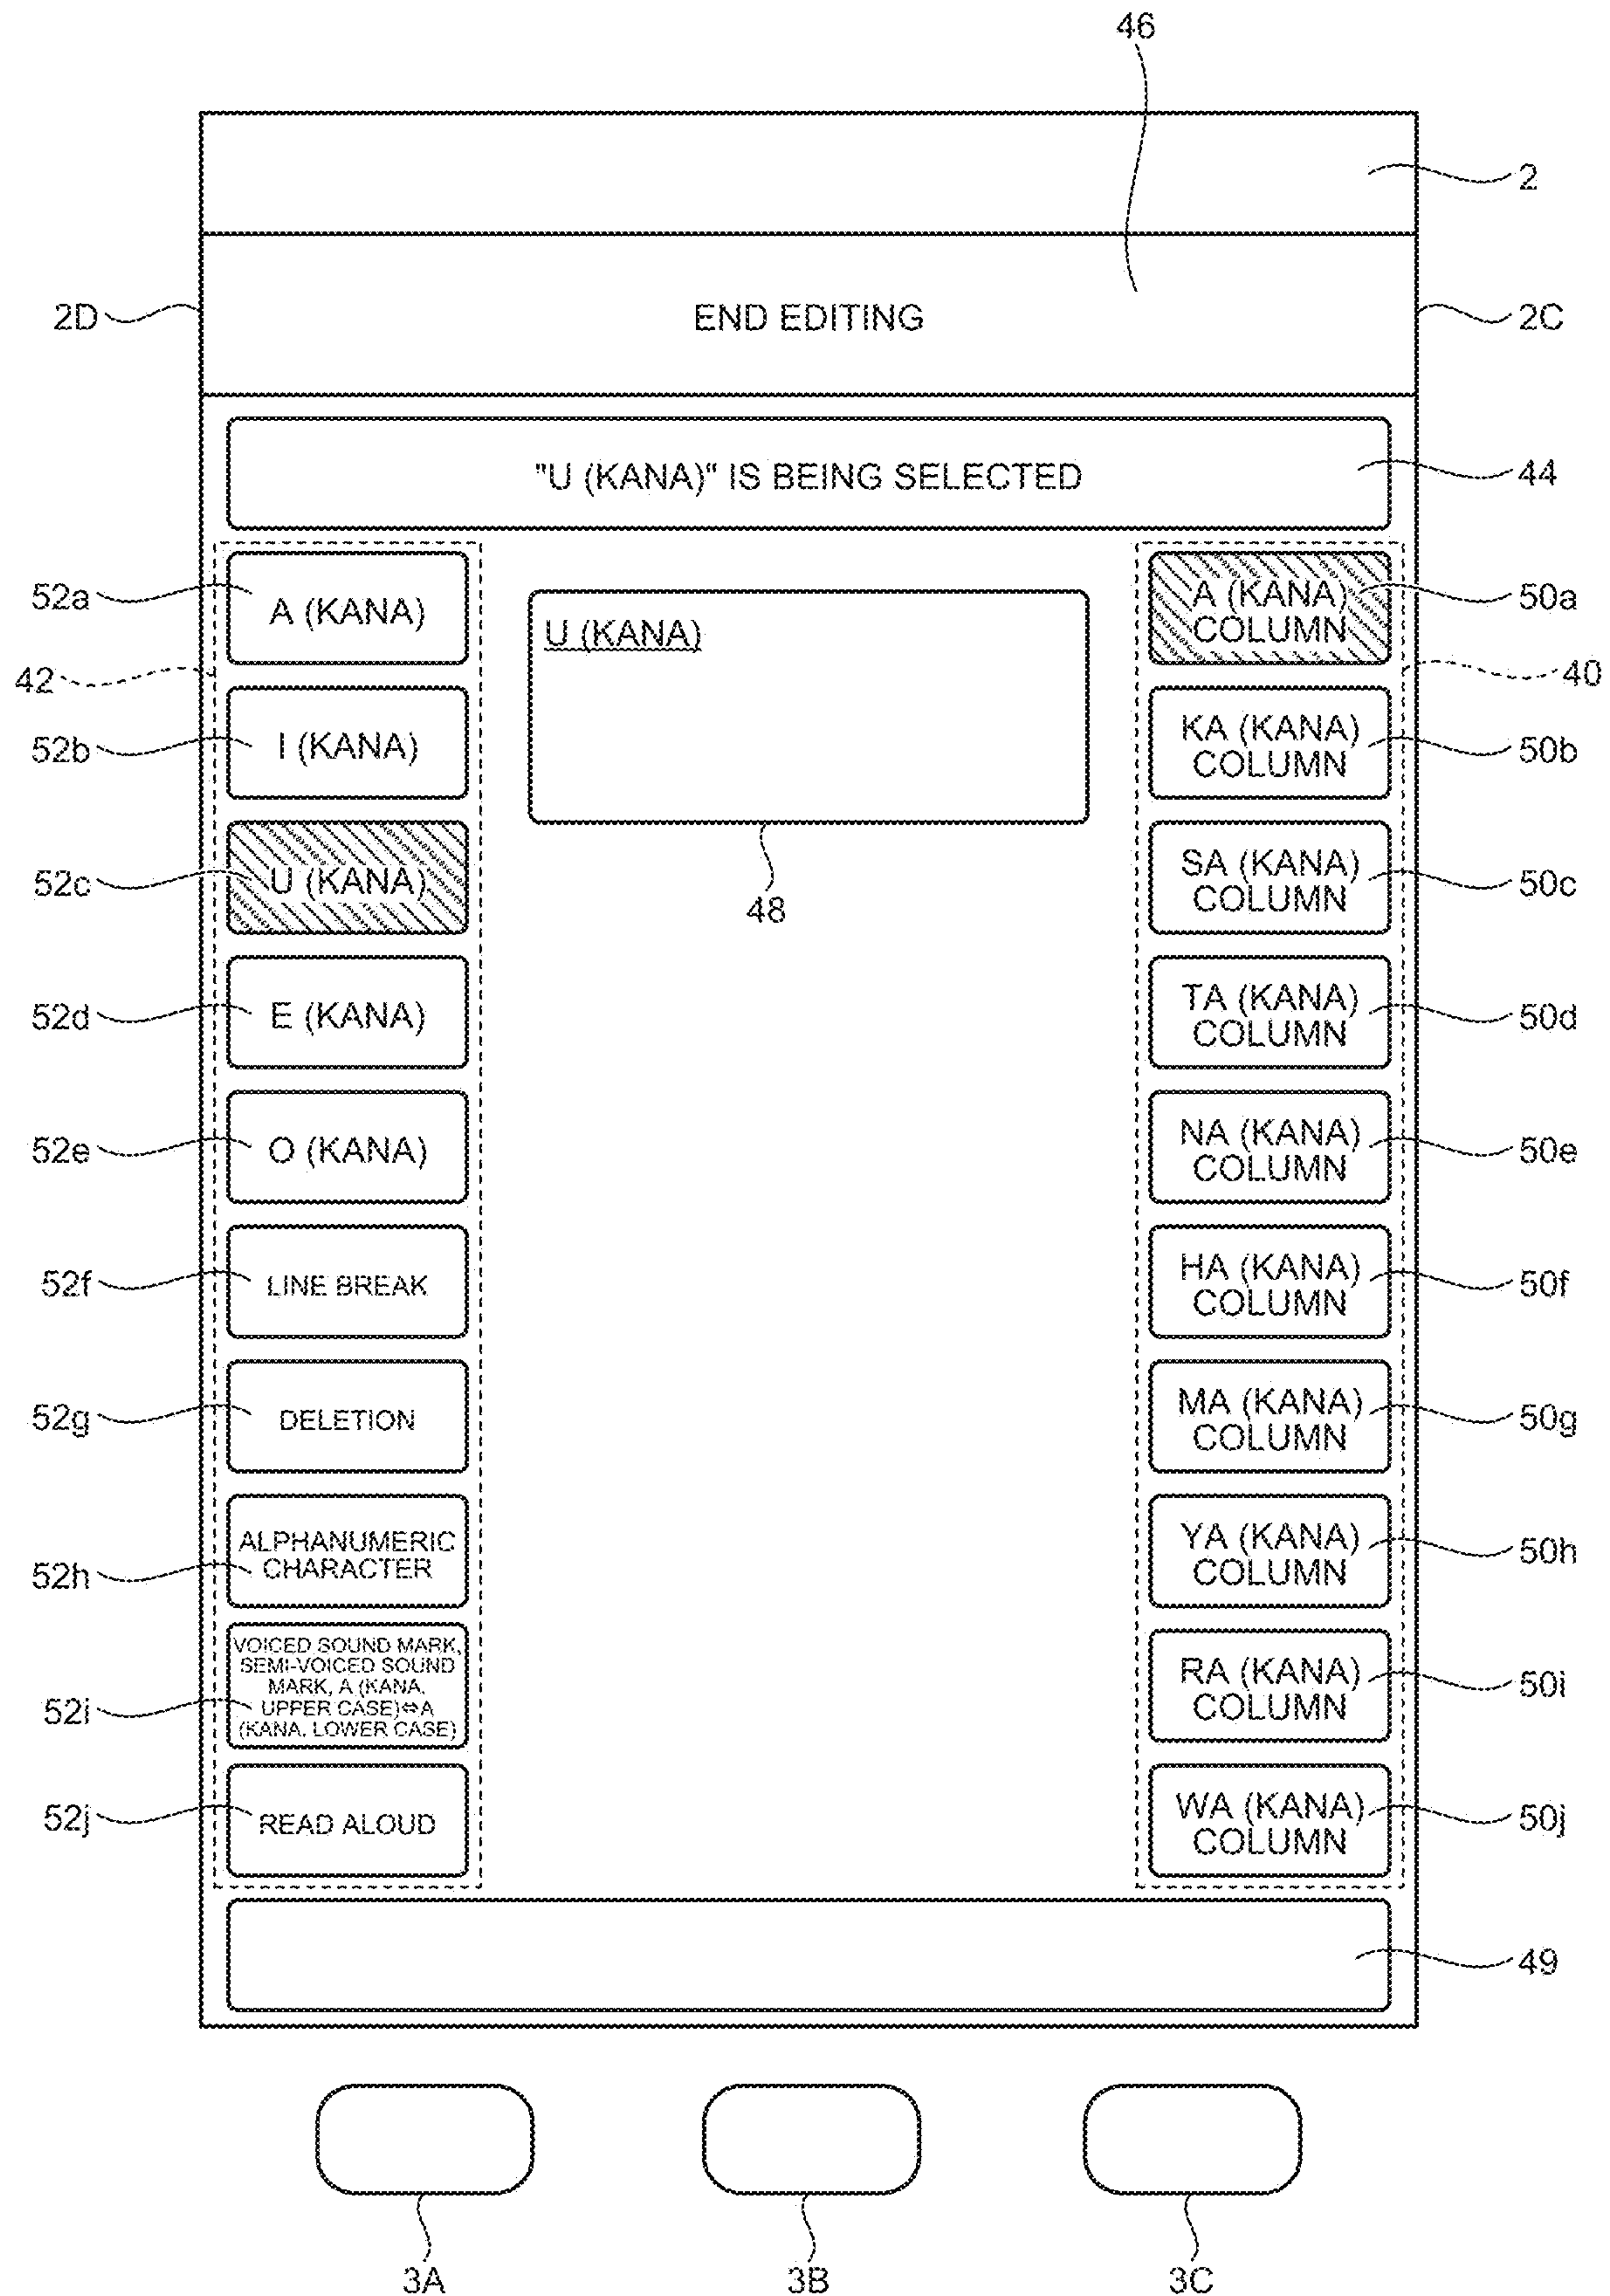 46
2
2D
END EDITING
2C
"U (KANA)" IS BEING SELECTED
44
52a
A (KANA)
U (KANA)
A (KANA)
COLUMN
50a
42
40
52b
I (KANA)
KA (KANA)
COLUMN
50b
52c
U (KANA)
48
SA (KANA)
COLUMN
50c
52d
E (KANA)
TA (KANA)
COLUMN
50d
52e
O (KANA)
NA (KANA)
COLUMN
50e
52f
LINE BREAK
HA (KANA)
COLUMN
50f
52g
DELETION
MA (KANA)
COLUMN
50g
52h
ALPHANUMERIC
CHARACTER
YA (KANA)
COLUMN
50h
52i
VOICED SOUND MARK,
SEMI-VOICED SOUND
MARK, A (KANA,
UPPER CASE)⇔A
(KANA, LOWER CASE)
RA (KANA)
COLUMN
50i
52j
READ ALOUD
WA (KANA)
COLUMN
50j
49
3A
3B
3C